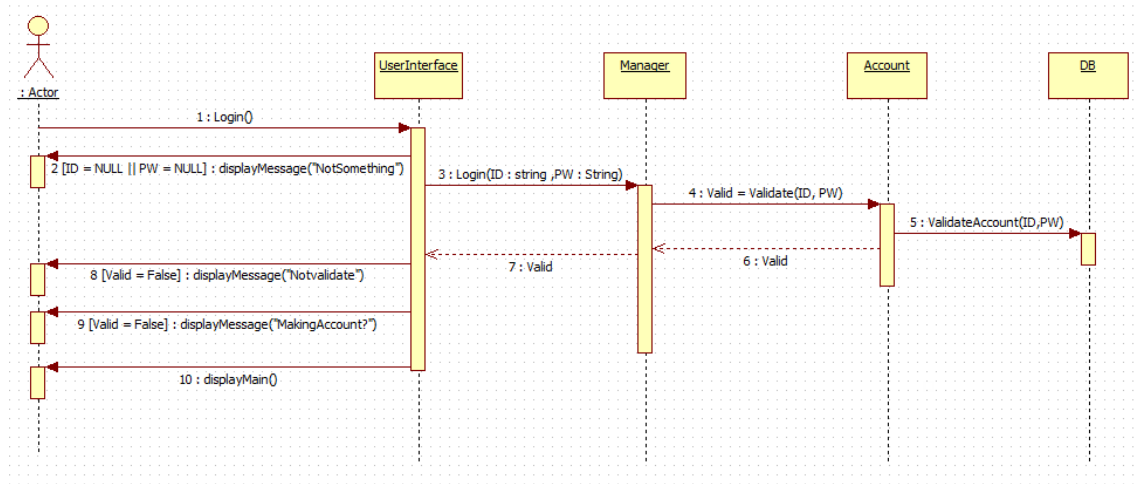 : Actor
UserInterface
Manager
Account
DB
1 : Login()
2 [ID = NULL || PW = NULL] : displayMessage("NotSomething")
3 : Login(ID : string ,PW : String)
4 : Valid = Validate(ID, PW)
5 : ValidateAccount(ID,PW)
6 : Valid
7 : Valid
8 [Valid = False] : displayMessage("Notvalidate")
9 [Valid = False] : displayMessage("MakingAccount?")
10 : displayMain()